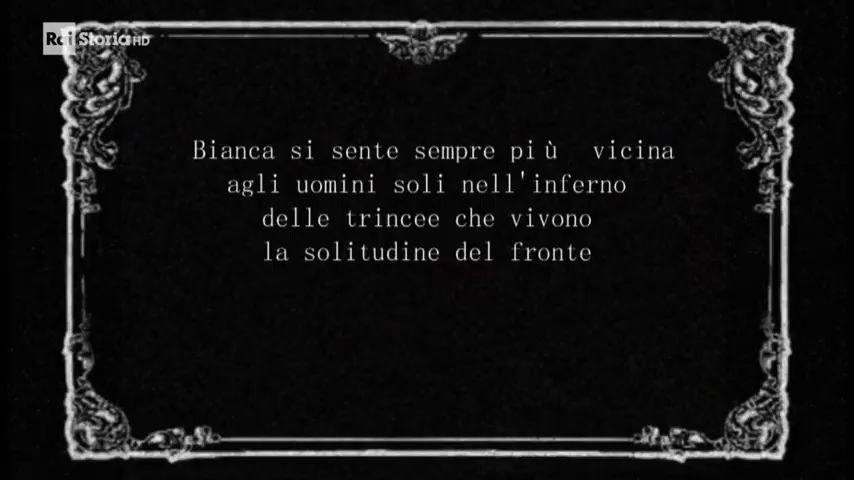 Rai Storia HD
Bianca si sente sempre più vicina
agli uomini soli nell'inferno
delle trincee che vivono
la solitudine del fronte